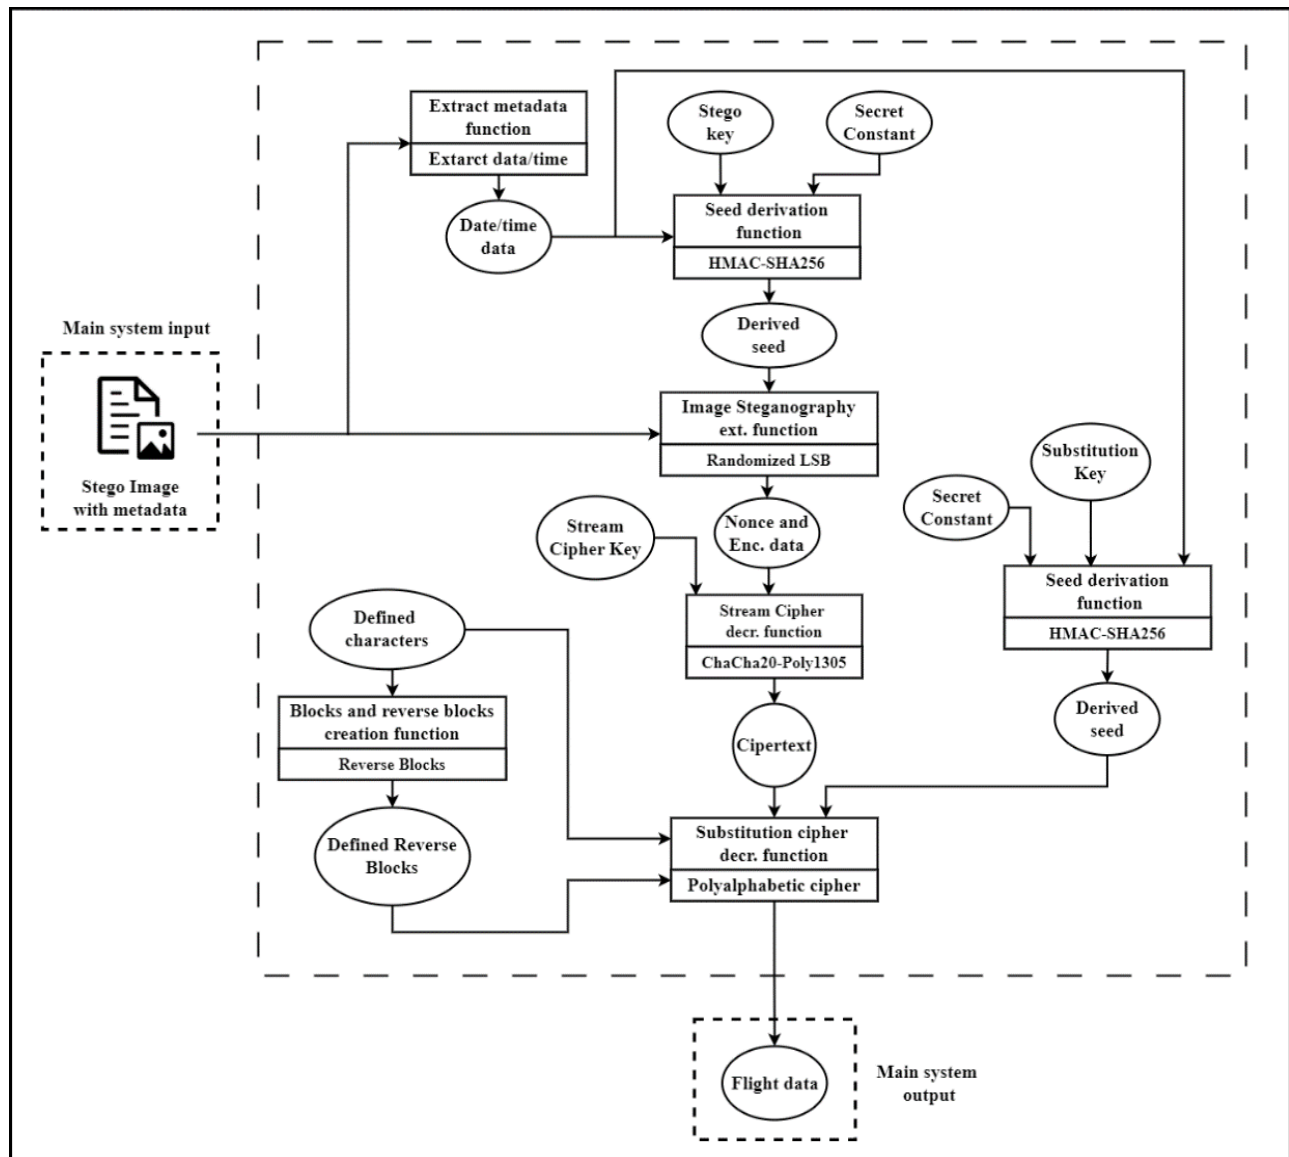 Extract metadata
function
Extarct data/time
Stego
key
Secret
Constant
Date/time
data
Seed derivation
function
HMAC-SHA256
Main system input
Derived
seed
Stego Image
with metadata
Image Steganography
ext. function
Randomized LSB
Substitution
Key
Secret
Constant
Stream
Cipher Key
Nonce and
Enc. data
Seed derivation
function
HMAC-SHA256
Defined
characters
Stream Cipher
decr. function
ChaCha20-Poly1305
Blocks and reverse blocks
creation function
Reverse Blocks
Derived
seed
Cipertext
Defined Reverse
Blocks
Substitution cipher
decr. function
Polyalphabetic cipher
Flight data
Main system
output